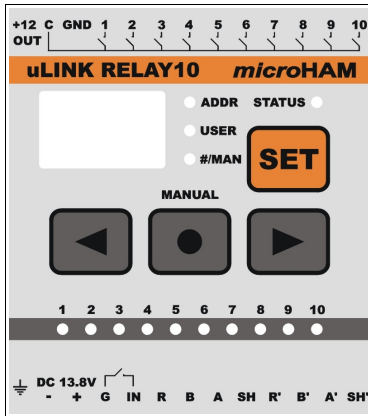 +12 C GND 1 2 3 4 5 6 7 8 9 10
OUT
uLINK RELAY10 microHAM
ADDR STATUS
USER
#/MAN SET
MANUAL
1 2 3 4 5 6 7 8 9 10
DC 13.8V
- + G IN R B A SH R' B' A' SH'